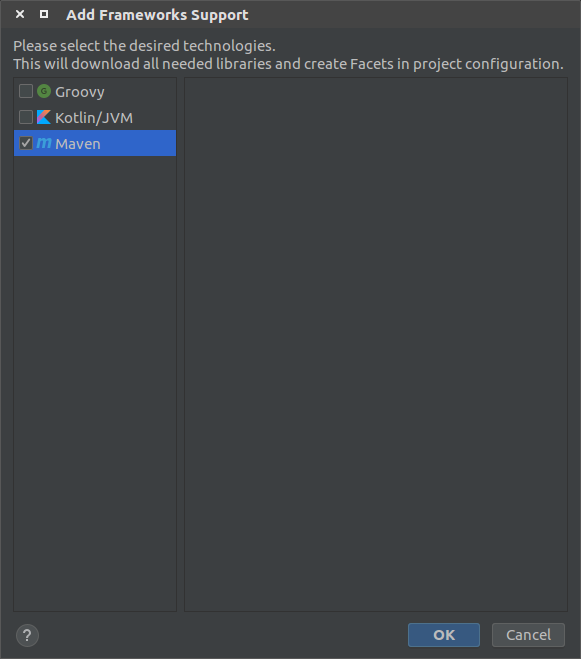 Add Frameworks Support
Please select the desired technologies.
This will download all needed libraries and create Facets in project configuration.
G Groovy
Kotlin/JVM
m Maven
? OK Cancel